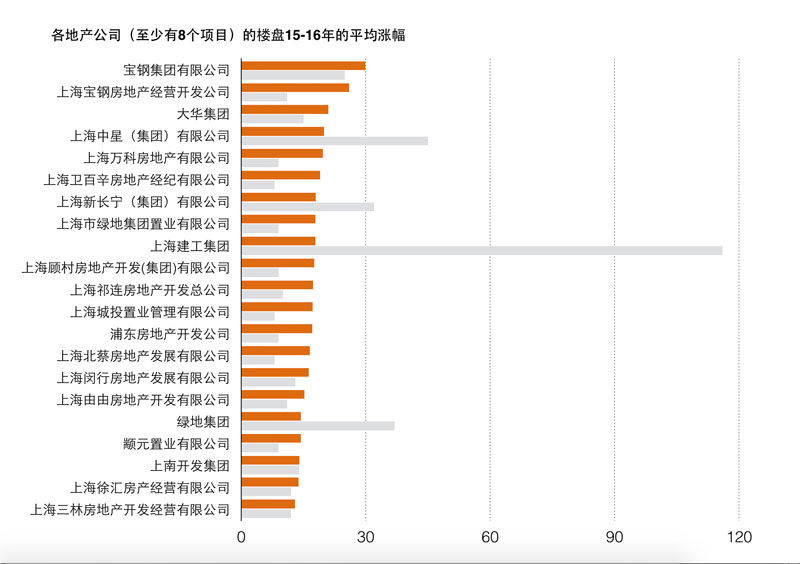 各地产公司（至少有8个项目）的楼盘15-16年的平均涨幅
宝钢集团有限公司
上海宝钢房地产经营开发公司
大华集团
上海中星（集团）有限公司
上海万科房地产有限公司
上海卫百辛房地产经纪有限公司
上海新长宁（集团）有限公司
上海市绿地集团置业有限公司
上海建工集团
上海顾村房地产开发(集团)有限公司
上海祁连房地产开发总公司
上海城投置业管理有限公司
浦东房地产开发公司
上海北蔡房地产发展有限公司
上海闵行房地产发展有限公司
上海由由房地产开发有限公司
绿地集团
颛元置业有限公司
上南开发集团
上海徐汇房产经营有限公司
上海三林房地产开发经营有限公司
0 30 60 90 120